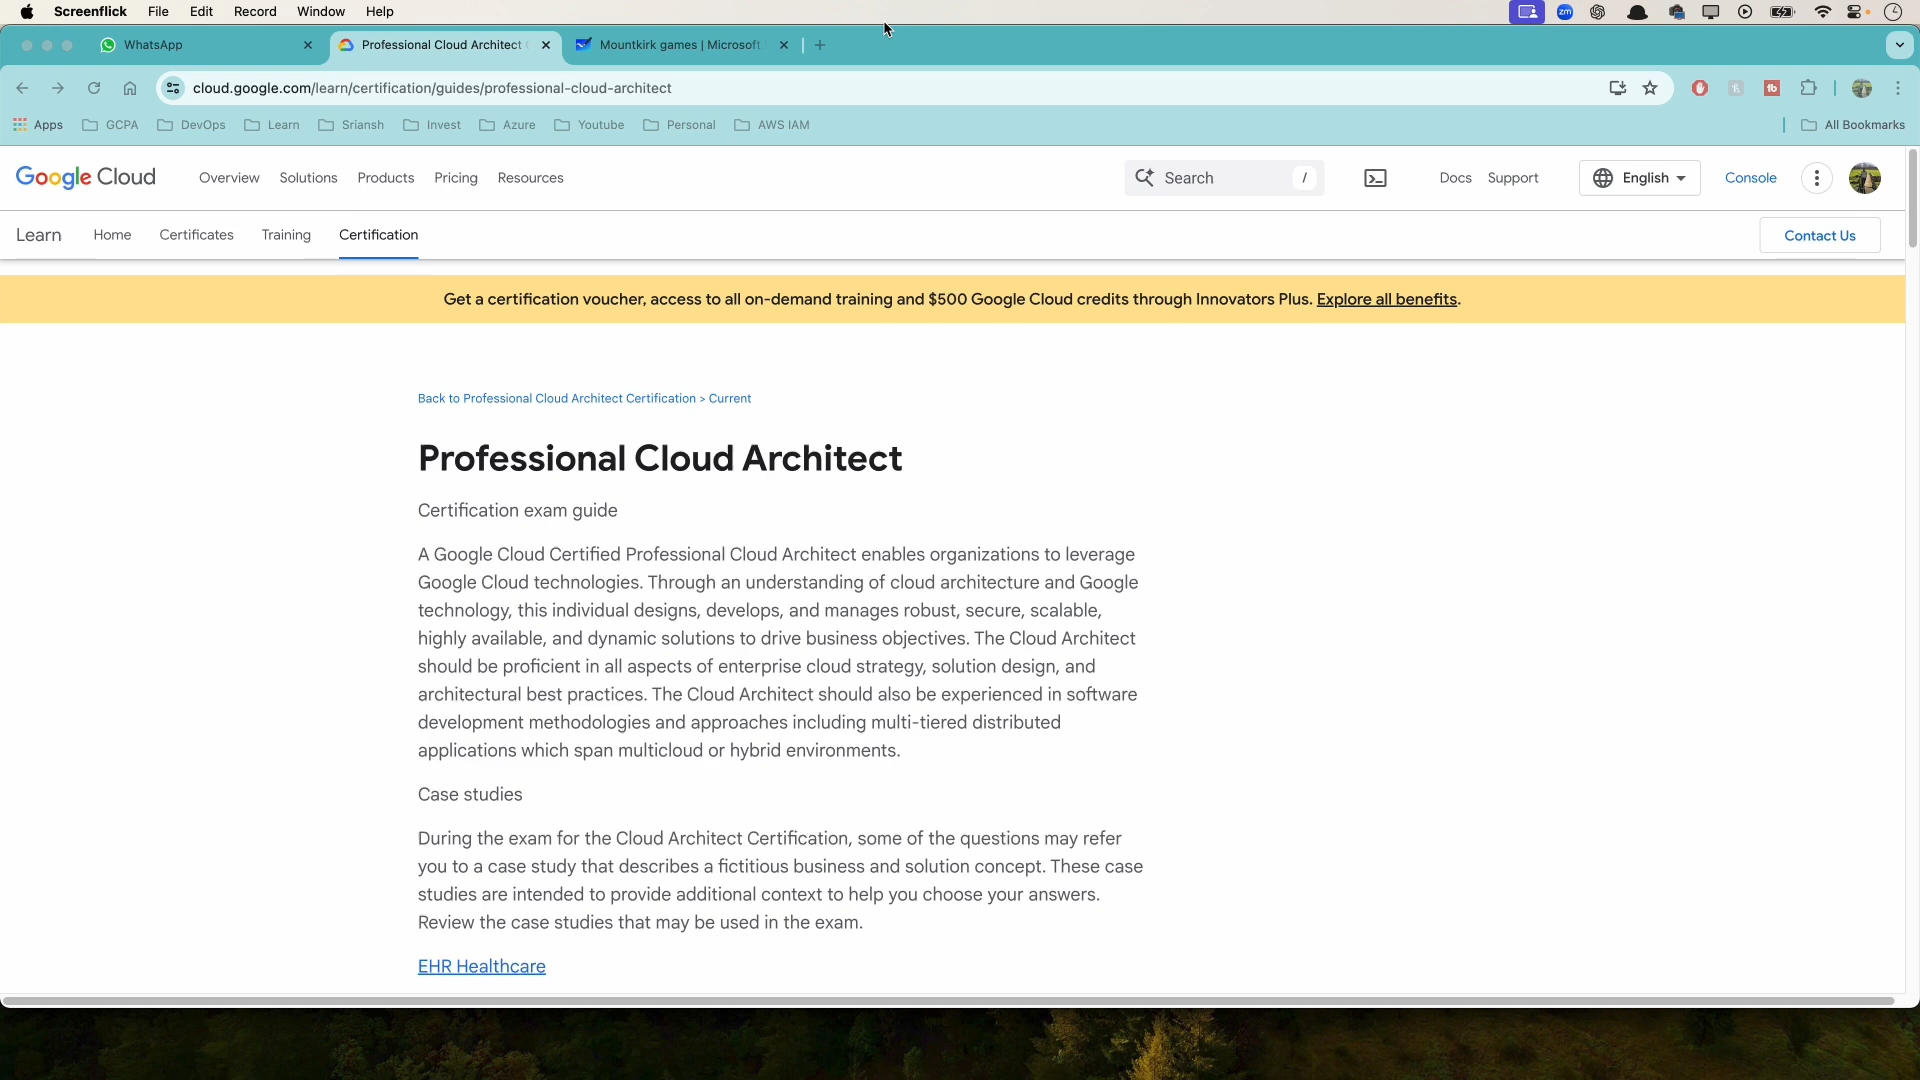 Screenflick File Edit Record Window Help
zm
WhatsApp
Professional Cloud Architect
Mountkirk games | Microsoft
cloud.google.com/learn/certification/guides/professional-cloud-architect
Apps GCPA DevOps Learn Sriansh Invest Azure Youtube Personal AWS IAM All Bookmarks
Google Cloud Overview Solutions Products Pricing Resources Search / Docs Support English Console
Learn Home Certificates Training Certification Contact Us
Get a certification voucher, access to all on-demand training and $500 Google Cloud credits through Innovators Plus. Explore all benefits.
Back to Professional Cloud Architect Certification > Current
Professional Cloud Architect
Certification exam guide
A Google Cloud Certified Professional Cloud Architect enables organizations to leverage
Google Cloud technologies. Through an understanding of cloud architecture and Google
technology, this individual designs, develops, and manages robust, secure, scalable,
highly available, and dynamic solutions to drive business objectives. The Cloud Architect
should be proficient in all aspects of enterprise cloud strategy, solution design, and
architectural best practices. The Cloud Architect should also be experienced in software
development methodologies and approaches including multi-tiered distributed
applications which span multicloud or hybrid environments.
Case studies
During the exam for the Cloud Architect Certification, some of the questions may refer
you to a case study that describes a fictitious business and solution concept. These case
studies are intended to provide additional context to help you choose your answers.
Review the case studies that may be used in the exam.
EHR Healthcare